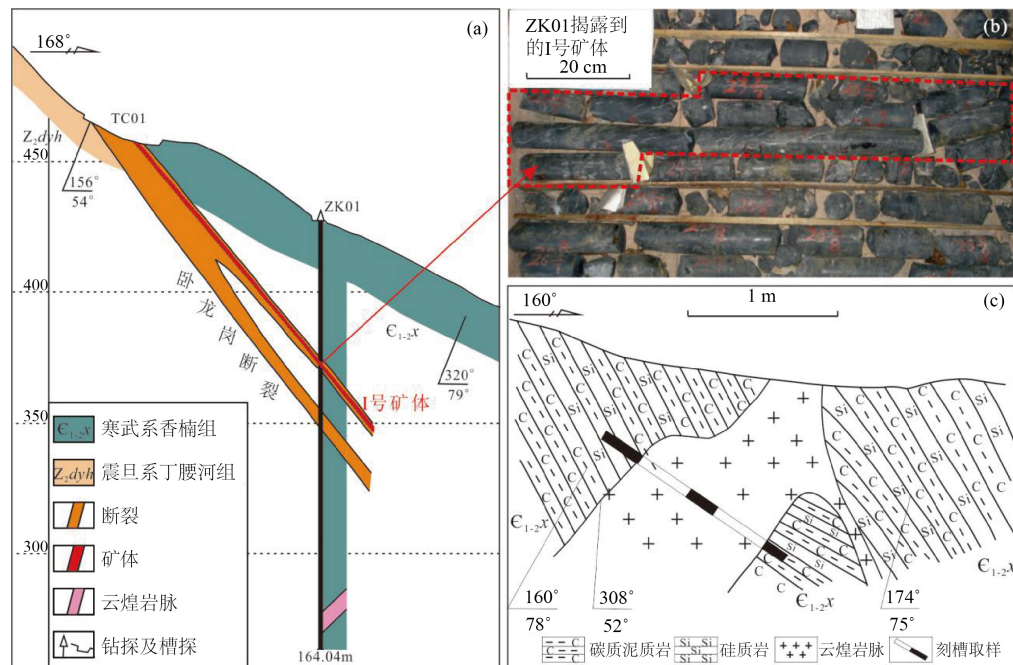 (a)
168°
TC01
Z₂dyh
450
156°
54°
ZK01
400
卧龙岗断裂
Є₁₋₂x
320°
79°
I号矿体
350
300
164.04m
Є₁₋₂x 寒武系香楠组
Z₂dyh 震旦系丁腰河组
断裂
矿体
云煌岩脉
钻探及槽探
ZK01揭露到
的I号矿体
20 cm
(b)
(c)
160°
1 m
C
Si
Є₁₋₂x
Є₁₋₂x
Є₁₋₂x
160°
78°
308°
52°
174°
75°
碳质泥质岩
硅质岩
云煌岩脉
刻槽取样